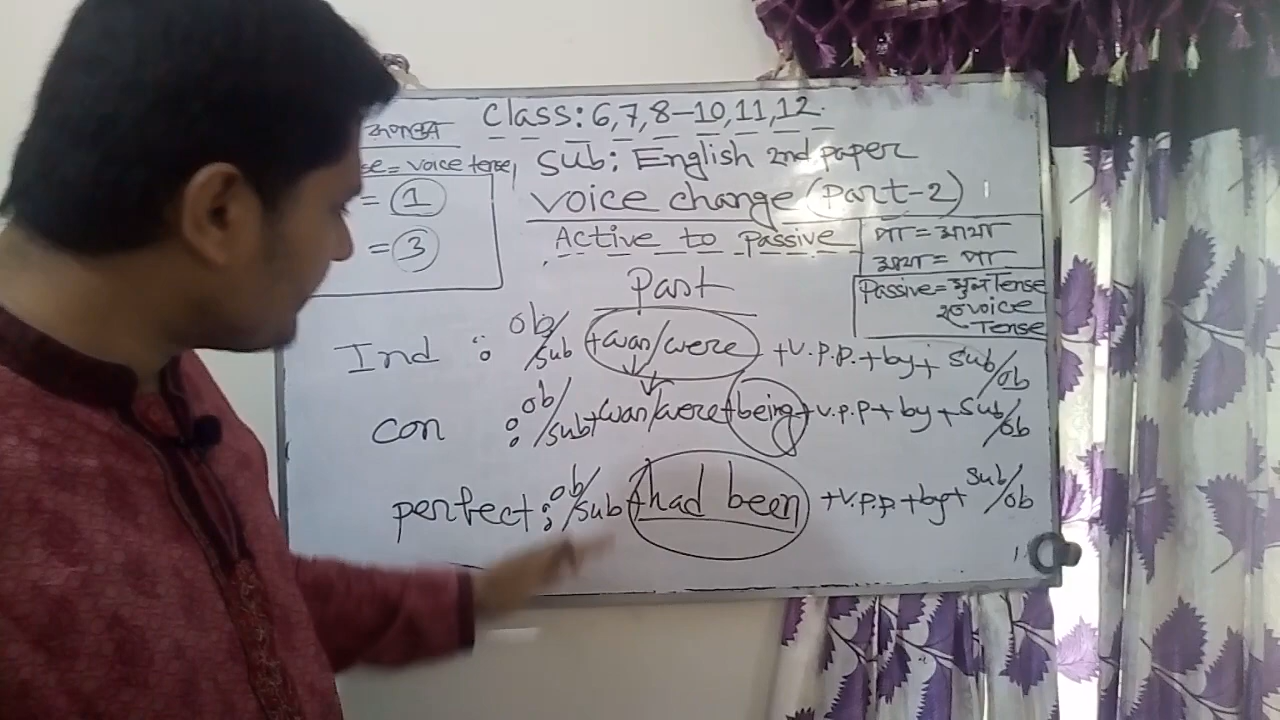 Class: 6,7,8-10,11,12.
Sub: English 2nd paper
Voice change (Part-2)
se = voice tense,
= 1
= 3
Active to Passive
Passive = মূল Tense
voice
Tense
Past
Ind : ob/sub + was/were + v.p.p. + by + sub/ob
con : ob/sub + was/were + being + v.p.p + by + sub/ob
perfect : ob/sub + had been + v.p.p + by + sub/ob